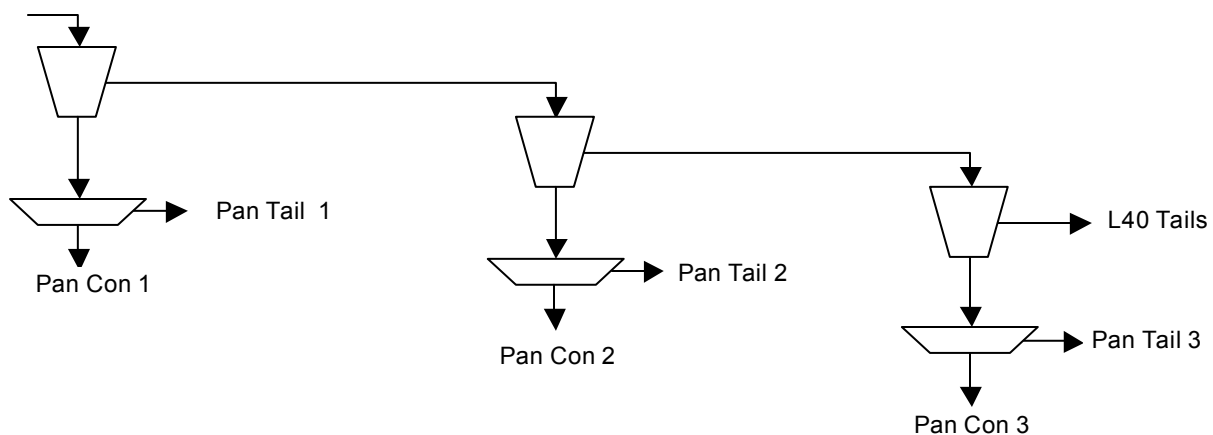 Pan Tail 1
Pan Con 1
Pan Tail 2
Pan Con 2
L40 Tails
Pan Tail 3
Pan Con 3